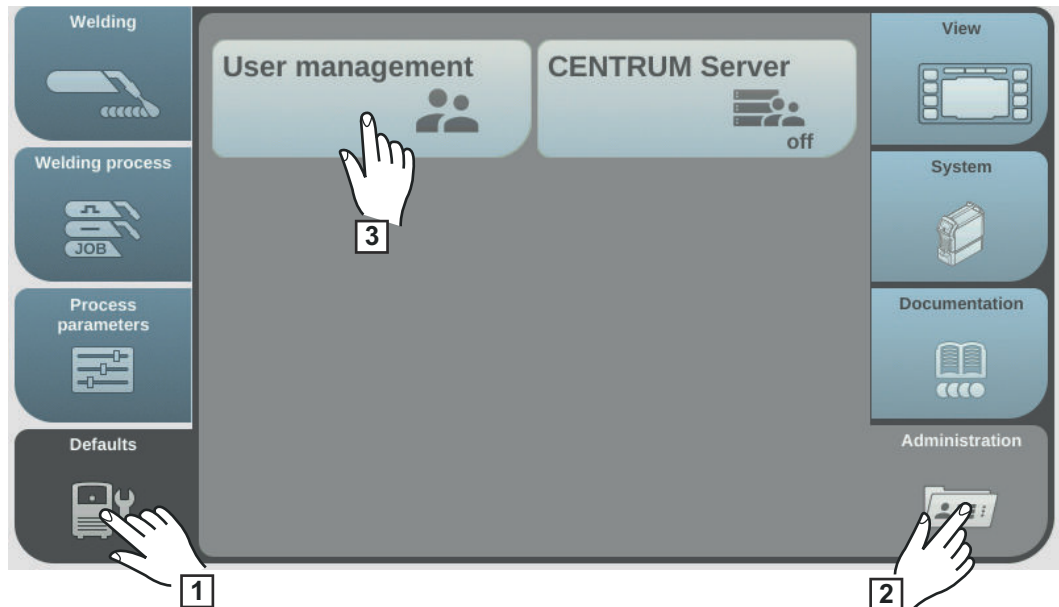 Welding
View
User management
CENTRUM Server
off
Welding process
System
JOB
3
Process
parameters
Documentation
Defaults
Administration
1
2